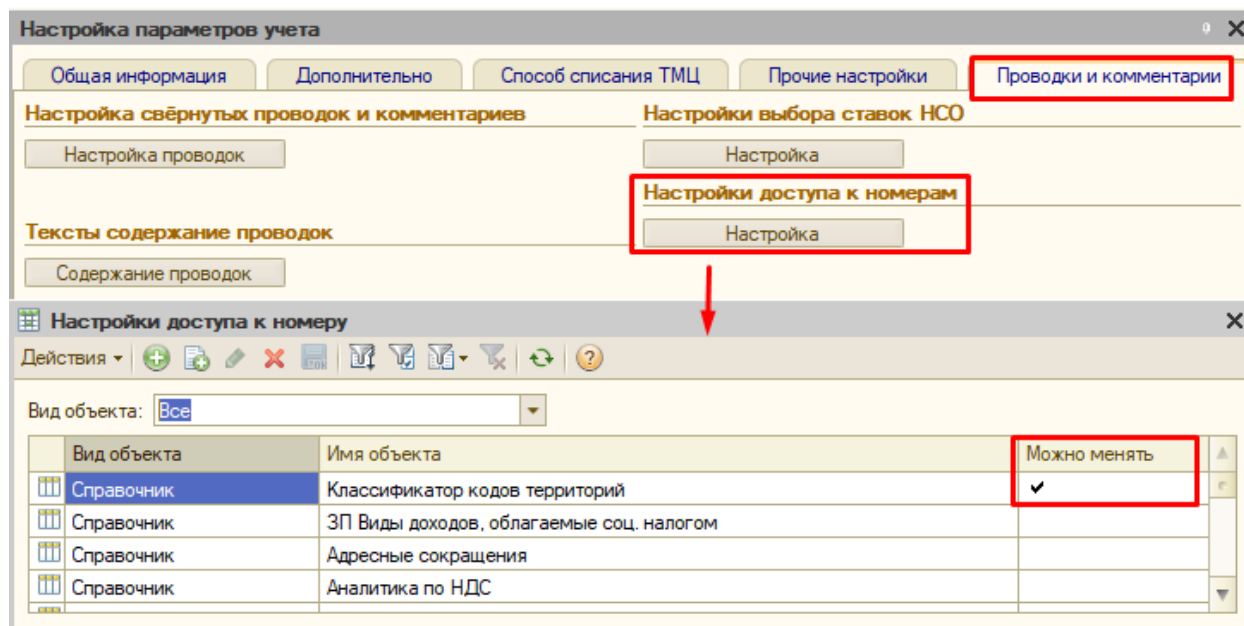 Настройка параметров учета
Общая информация Дополнительно Способ списания ТМЦ Прочие настройки Проводки и комментарии
Настройка свёрнутых проводок и комментариев Настройки выбора ставок НСО
Настройка проводок Настройка
Настройки доступа к номерам
Тексты содержание проводок Настройка
Содержание проводок
Настройки доступа к номеру
Действия
Вид объекта: Все
Вид объекта Имя объекта Можно менять
Справочник Классификатор кодов территорий
Справочник ЗП Виды доходов, облагаемые соц. налогом
Справочник Адресные сокращения
Справочник Аналитика по НДС